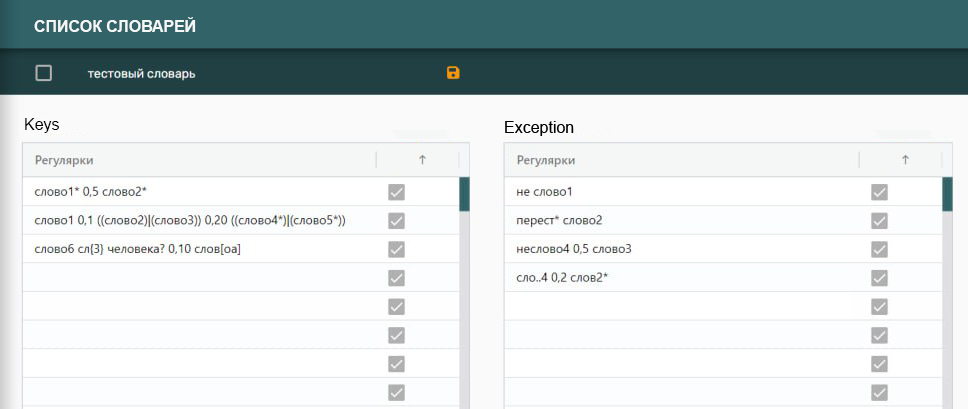 СПИСОК СЛОВАРЕЙ
тестовый словарь
Keys
Регулярки ↑
слово1* 0,5 слово2*
слово1 0,1 ((слово2)|(слово3)) 0,20 ((слово4*)|(слово5*))
слово6 сл{3} человека? 0,10 слов[оа]
Exception
Регулярки ↑
не слово1
перест* слово2
неслово4 0,5 слово3
сло..4 0,2 слов2*